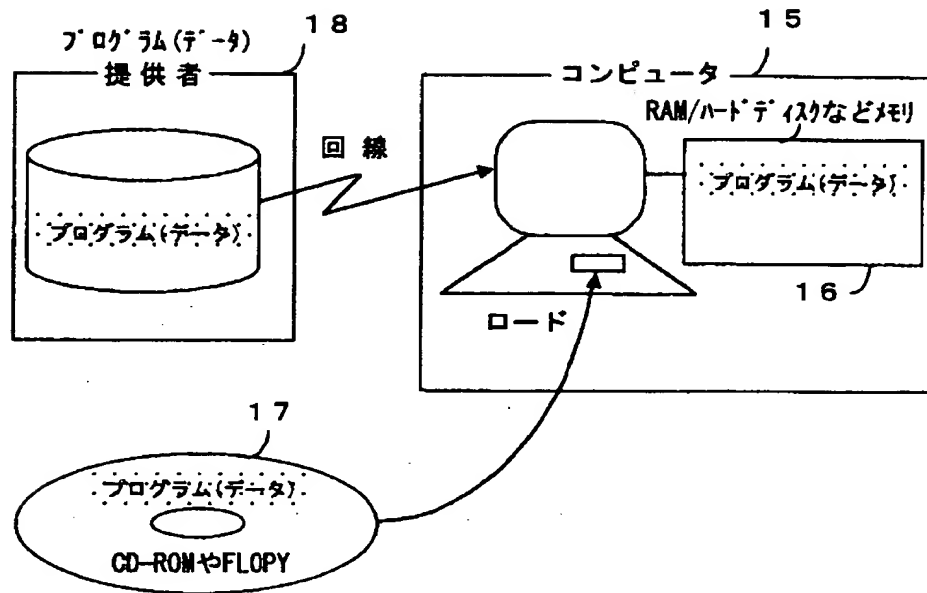 18
プログラム(データ)
提供者
プログラム(データ)
回線
15
コンピュータ
RAM/ハードディスクなどメモリ
プログラム(データ)
16
ロード
17
プログラム(データ)
CD-ROMやFLOPY